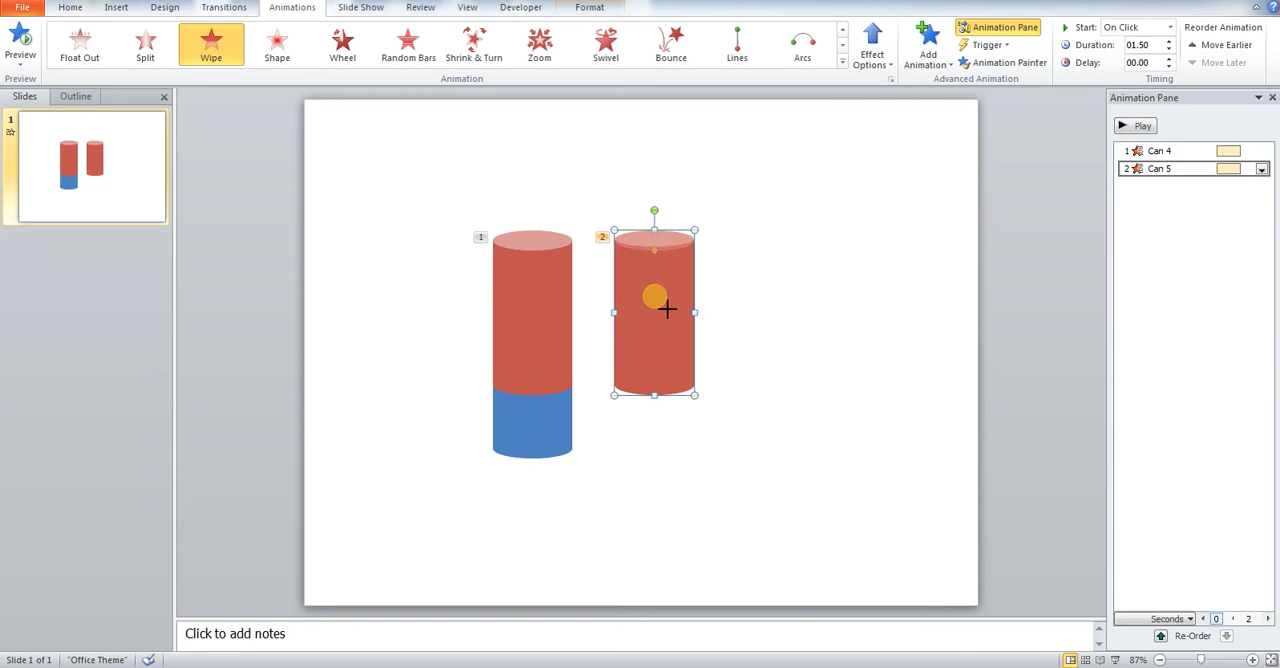 File Home Insert Design Transitions Animations Slide Show Review View Developer Format
Preview Float Out Split Wipe Shape Wheel Random Bars Shrink & Turn Zoom Swivel Bounce Lines Arcs
Effect Options
Add Animation
Animation Pane
Trigger
Animation Painter
Start: On Click
Duration: 01.50
Delay: 00.00
Reorder Animation
Move Earlier
Move Later
Preview Animation Advanced Animation Timing
Slides Outline
1
1
2
Animation Pane
Play
1 Can 4
2 Can 5
Seconds 0 2
Re-Order
Click to add notes
Slide 1 of 1 "Office Theme" 87%